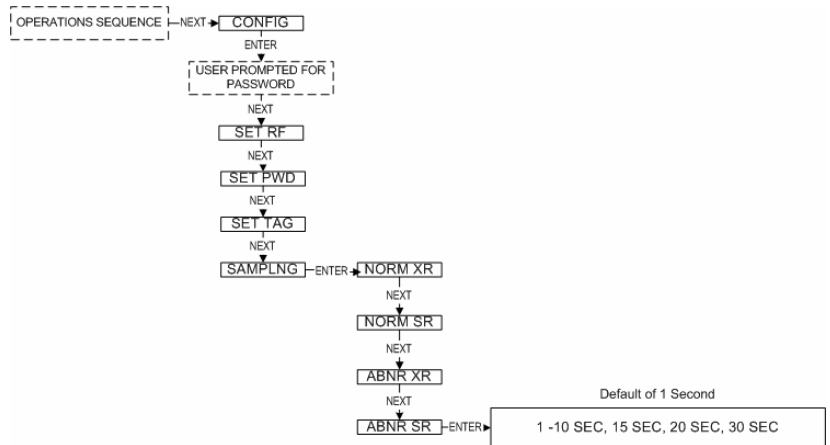 OPERATIONS SEQUENCE
NEXT
CONFIG
ENTER
USER PROMPTED FOR
PASSWORD
NEXT
SET RF
NEXT
SET PWD
NEXT
SET TAG
NEXT
SAMPLNG
ENTER
NORM XR
NEXT
NORM SR
NEXT
ABNR XR
NEXT
ABNR SR
ENTER
Default of 1 Second
1 -10 SEC, 15 SEC, 20 SEC, 30 SEC